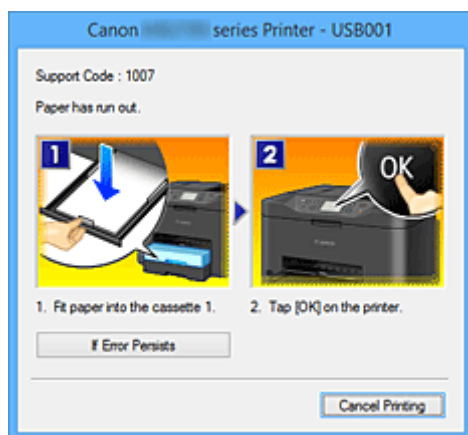 Canon series Printer - USB001
Support Code : 1007
Paper has run out.
1
2
OK
1. Fit paper into the cassette 1.
2. Tap [OK] on the printer.
If Error Persists
Cancel Printing